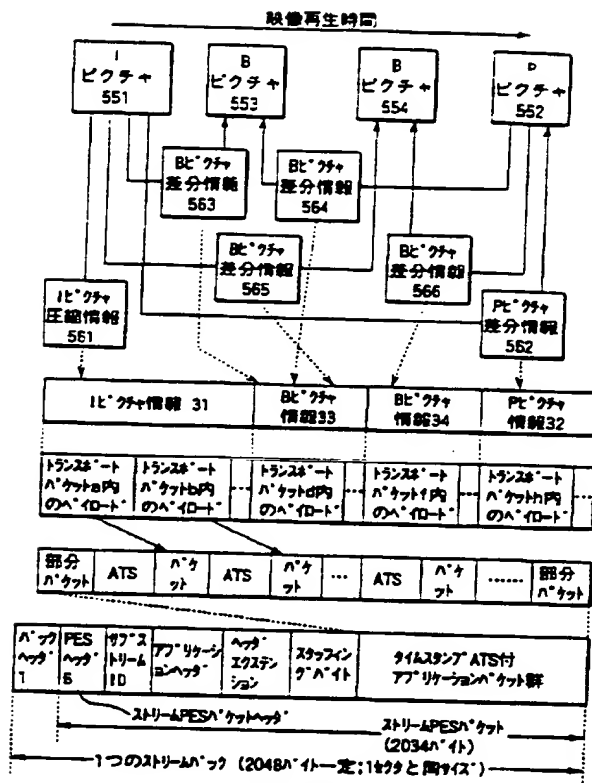 映像再生時間
I
ピクチャ
551
B
ピクチャ
553
B
ピクチャ
554
P
ピクチャ
552
Bピクチャ
差分情報
563
Bピクチャ
差分情報
564
Bピクチャ
差分情報
565
Bピクチャ
差分情報
566
Iピクチャ
圧縮情報
561
Pピクチャ
差分情報
562
Iピクチャ情報 31
Bピクチャ
情報33
Bピクチャ
情報34
Pピクチャ
情報32
トランスポート
パケットa内
のペイロード
トランスポート
パケットb内
のペイロード
トランスポート
パケットd内
のペイロード
トランスポート
パケットf内
のペイロード
トランスポート
パケットh内
のペイロード
部分
パケット
ATS
パケ
ット
ATS
パケ
ット
…
ATS
パケ
ット
……
部分
パケット
パック
ヘッダ
1
PES
ヘッダ
6
サブス
トリーム
ID
アプリケーシ
ョンヘッダ
ヘッダ
エクステン
ション
スタッフィン
グバイト
タイムスタンプATS付
アプリケーションパケット群
ストリームPESパケットヘッダ
ストリームPESパケット
(2034バイト)
1つのストリームパック (2048バイト一定;1セクタと同サイズ)